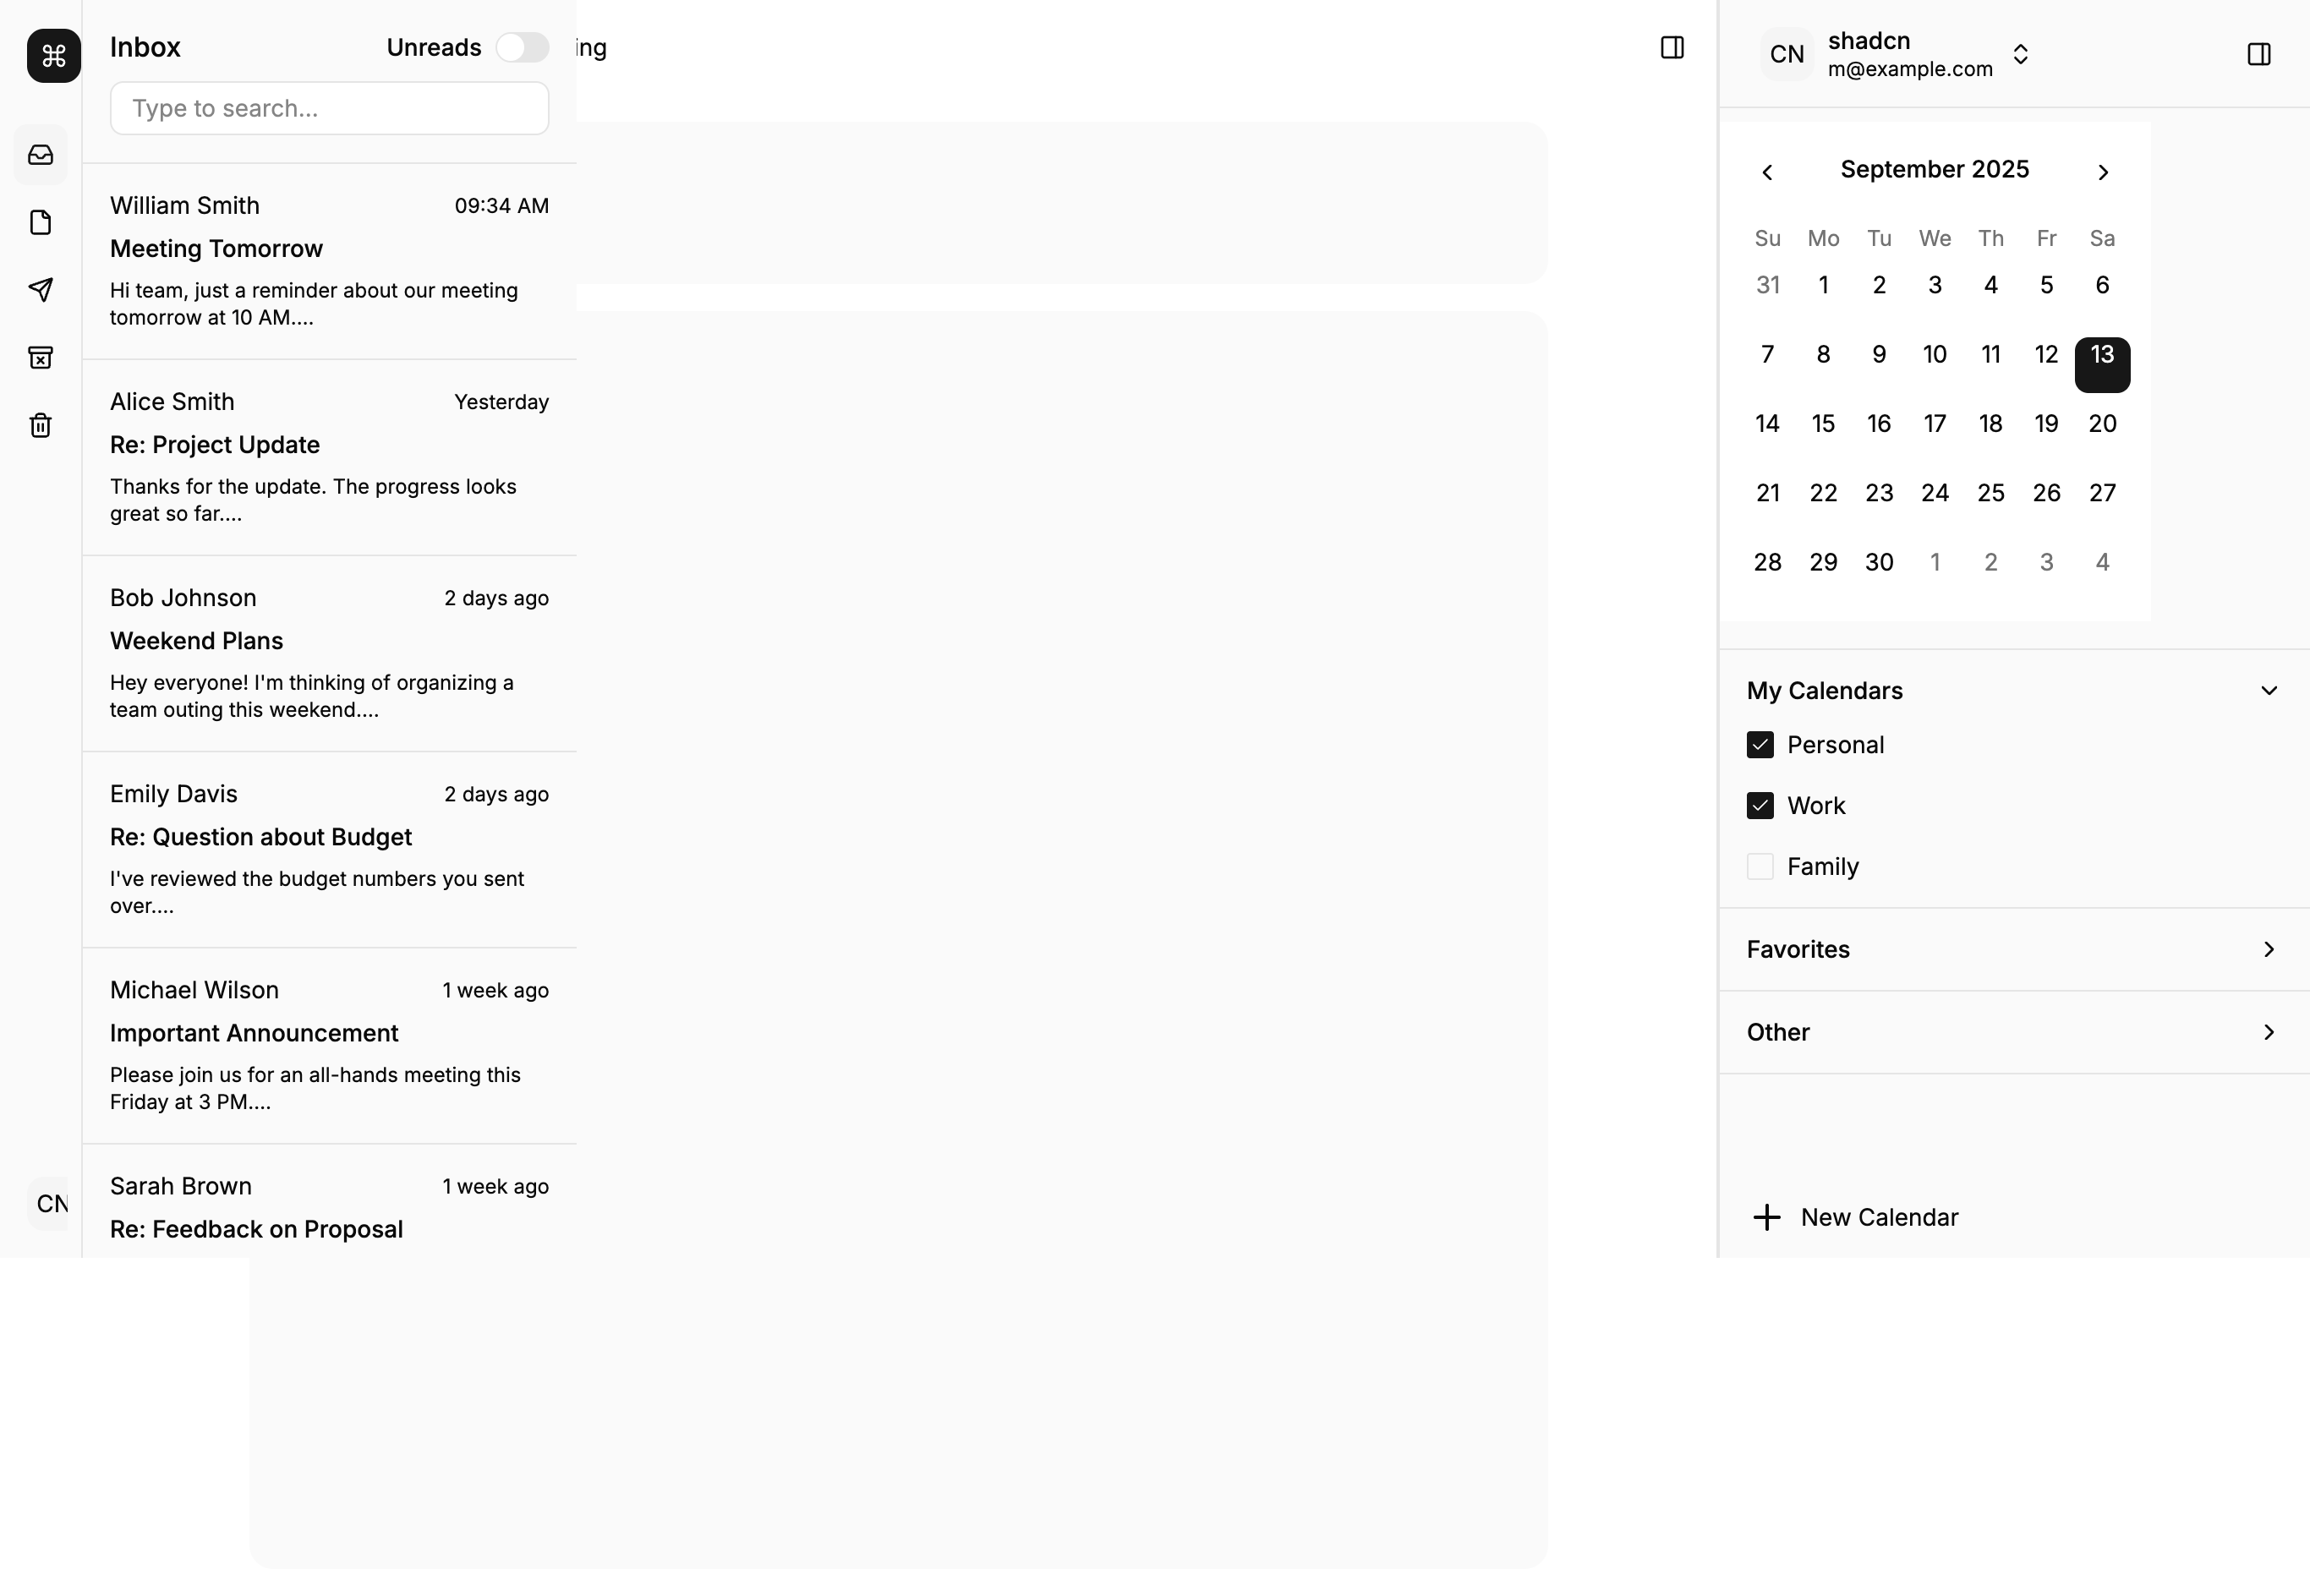 Inbox
Unreads
ing
Type to search...
William Smith
09:34 AM
Meeting Tomorrow
Hi team, just a reminder about our meeting
tomorrow at 10 AM....
Alice Smith
Yesterday
Re: Project Update
Thanks for the update. The progress looks
great so far....
Bob Johnson
2 days ago
Weekend Plans
Hey everyone! I'm thinking of organizing a
team outing this weekend....
Emily Davis
2 days ago
Re: Question about Budget
I've reviewed the budget numbers you sent
over....
Michael Wilson
1 week ago
Important Announcement
Please join us for an all-hands meeting this
Friday at 3 PM....
Sarah Brown
1 week ago
Re: Feedback on Proposal
CN
CN
shadcn
m@example.com
September 2025
Su Mo Tu We Th Fr Sa
31 1 2 3 4 5 6
7 8 9 10 11 12 13
14 15 16 17 18 19 20
21 22 23 24 25 26 27
28 29 30 1 2 3 4
My Calendars
Personal
Work
Family
Favorites
Other
New Calendar